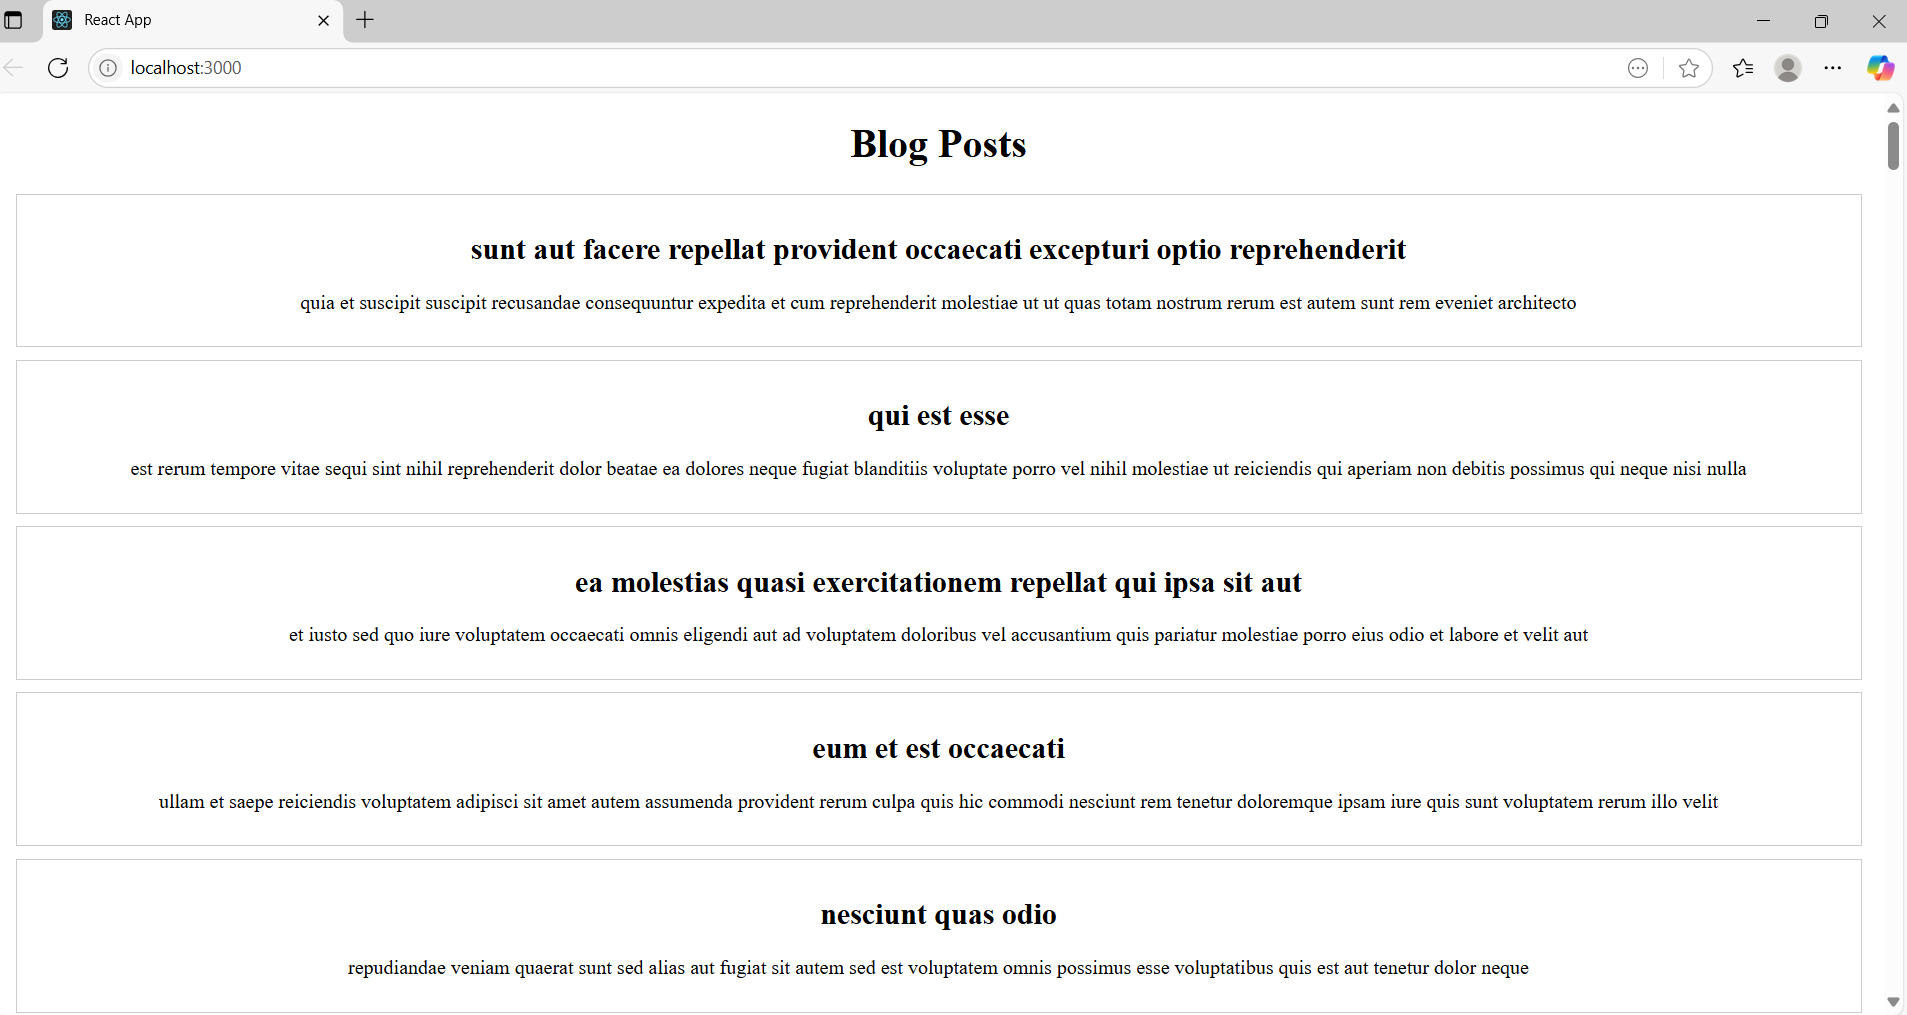 React App
localhost:3000
Blog Posts
sunt aut facere repellat provident occaecati excepturi optio reprehenderit
quia et suscipit suscipit recusandae consequuntur expedita et cum reprehenderit molestiae ut ut quas totam nostrum rerum est autem sunt rem eveniet architecto
qui est esse
est rerum tempore vitae sequi sint nihil reprehenderit dolor beatae ea dolores neque fugiat blanditiis voluptate porro vel nihil molestiae ut reiciendis qui aperiam non debitis possimus qui neque nisi nulla
ea molestias quasi exercitationem repellat qui ipsa sit aut
et iusto sed quo iure voluptatem occaecati omnis eligendi aut ad voluptatem doloribus vel accusantium quis pariatur molestiae porro eius odio et labore et velit aut
eum et est occaecati
ullam et saepe reiciendis voluptatem adipisci sit amet autem assumenda provident rerum culpa quis hic commodi nesciunt rem tenetur doloremque ipsam iure quis sunt voluptatem rerum illo velit
nesciunt quas odio
repudiandae veniam quaerat sunt sed alias aut fugiat sit autem sed est voluptatem omnis possimus esse voluptatibus quis est aut tenetur dolor neque